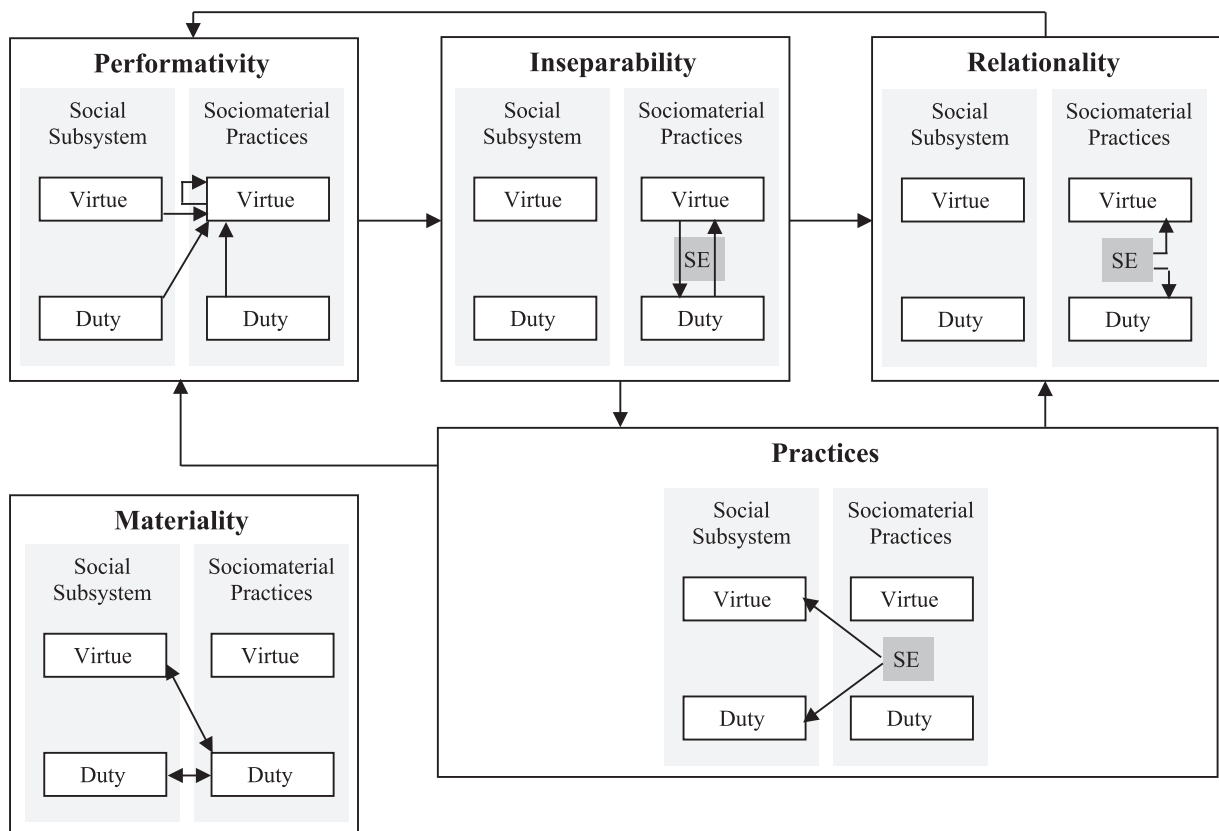 Performativity
Social
Subsystem
Sociomaterial
Practices
Virtue
Virtue
Duty
Duty
Inseparability
Social
Subsystem
Sociomaterial
Practices
Virtue
Virtue
SE
Duty
Duty
Relationality
Social
Subsystem
Sociomaterial
Practices
Virtue
Virtue
SE
Duty
Duty
Materiality
Social
Subsystem
Sociomaterial
Practices
Virtue
Virtue
Duty
Duty
Practices
Social
Subsystem
Sociomaterial
Practices
Virtue
Virtue
SE
Duty
Duty